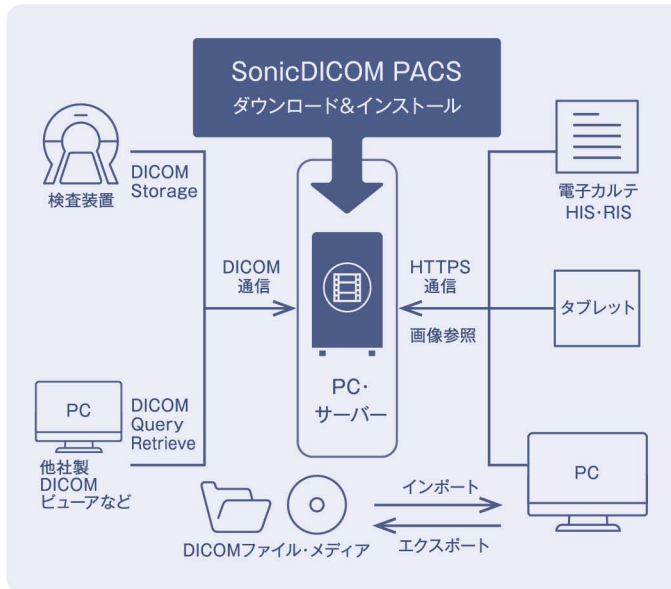 SonicDICOM PACS
ダウンロード&インストール
検査装置
DICOM
Storage
電子カルテ
HIS・RIS
DICOM
通信
HTTPS
通信
画像参照
タブレット
PC・
サーバー
PC
DICOM
Query
Retrieve
他社製
DICOM
ビューアなど
PC
インポート
エクスポート
DICOMファイル・メディア